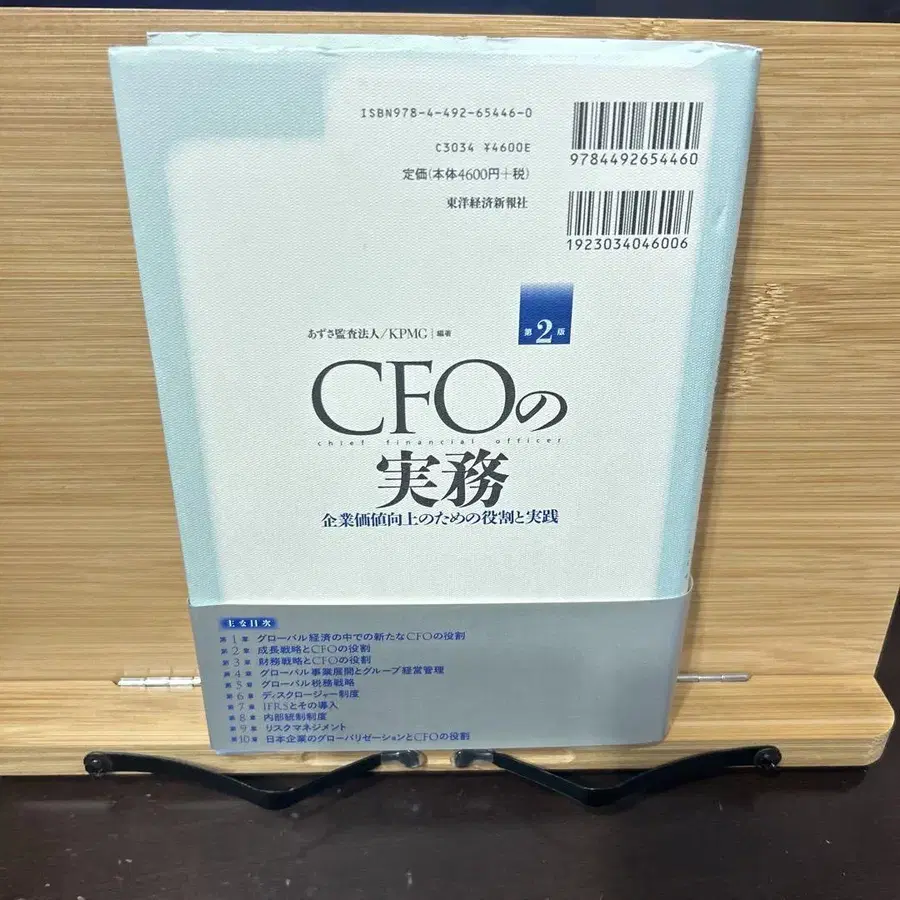 ISBN978-4-492-65446-0
C3034 ¥4600E
定価(本体4600円+税)
東洋経済新報社
9784492654460
1923034046006
第2版
あずさ監査法人/KPMG 編著
CFOの
chief financial officer
実務
企業価値向上のための役割と実践
主な目次
第1章 グローバル経済の中での新たなCFOの役割
第2章 成長戦略とCFOの役割
第3章 財務戦略とCFOの役割
第4章 グローバル事業展開とグループ経営管理
第5章 グローバル税務戦略
第6章 ディスクロージャー制度
第7章 IFRSとその導入
第8章 内部統制制度
第9章 リスクマネジメント
第10章 日本企業のグローバリゼーションとCFOの役割